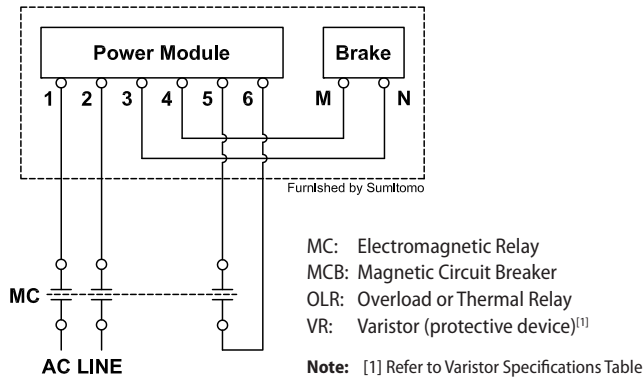 Power Module
Brake
1 2 3 4 5 6 M N
Furnished by Sumitomo
MC: Electromagnetic Relay
MCB: Magnetic Circuit Breaker
OLR: Overload or Thermal Relay
VR: Varistor (protective device)[1]
MC
AC LINE
Note: [1] Refer to Varistor Specifications Table